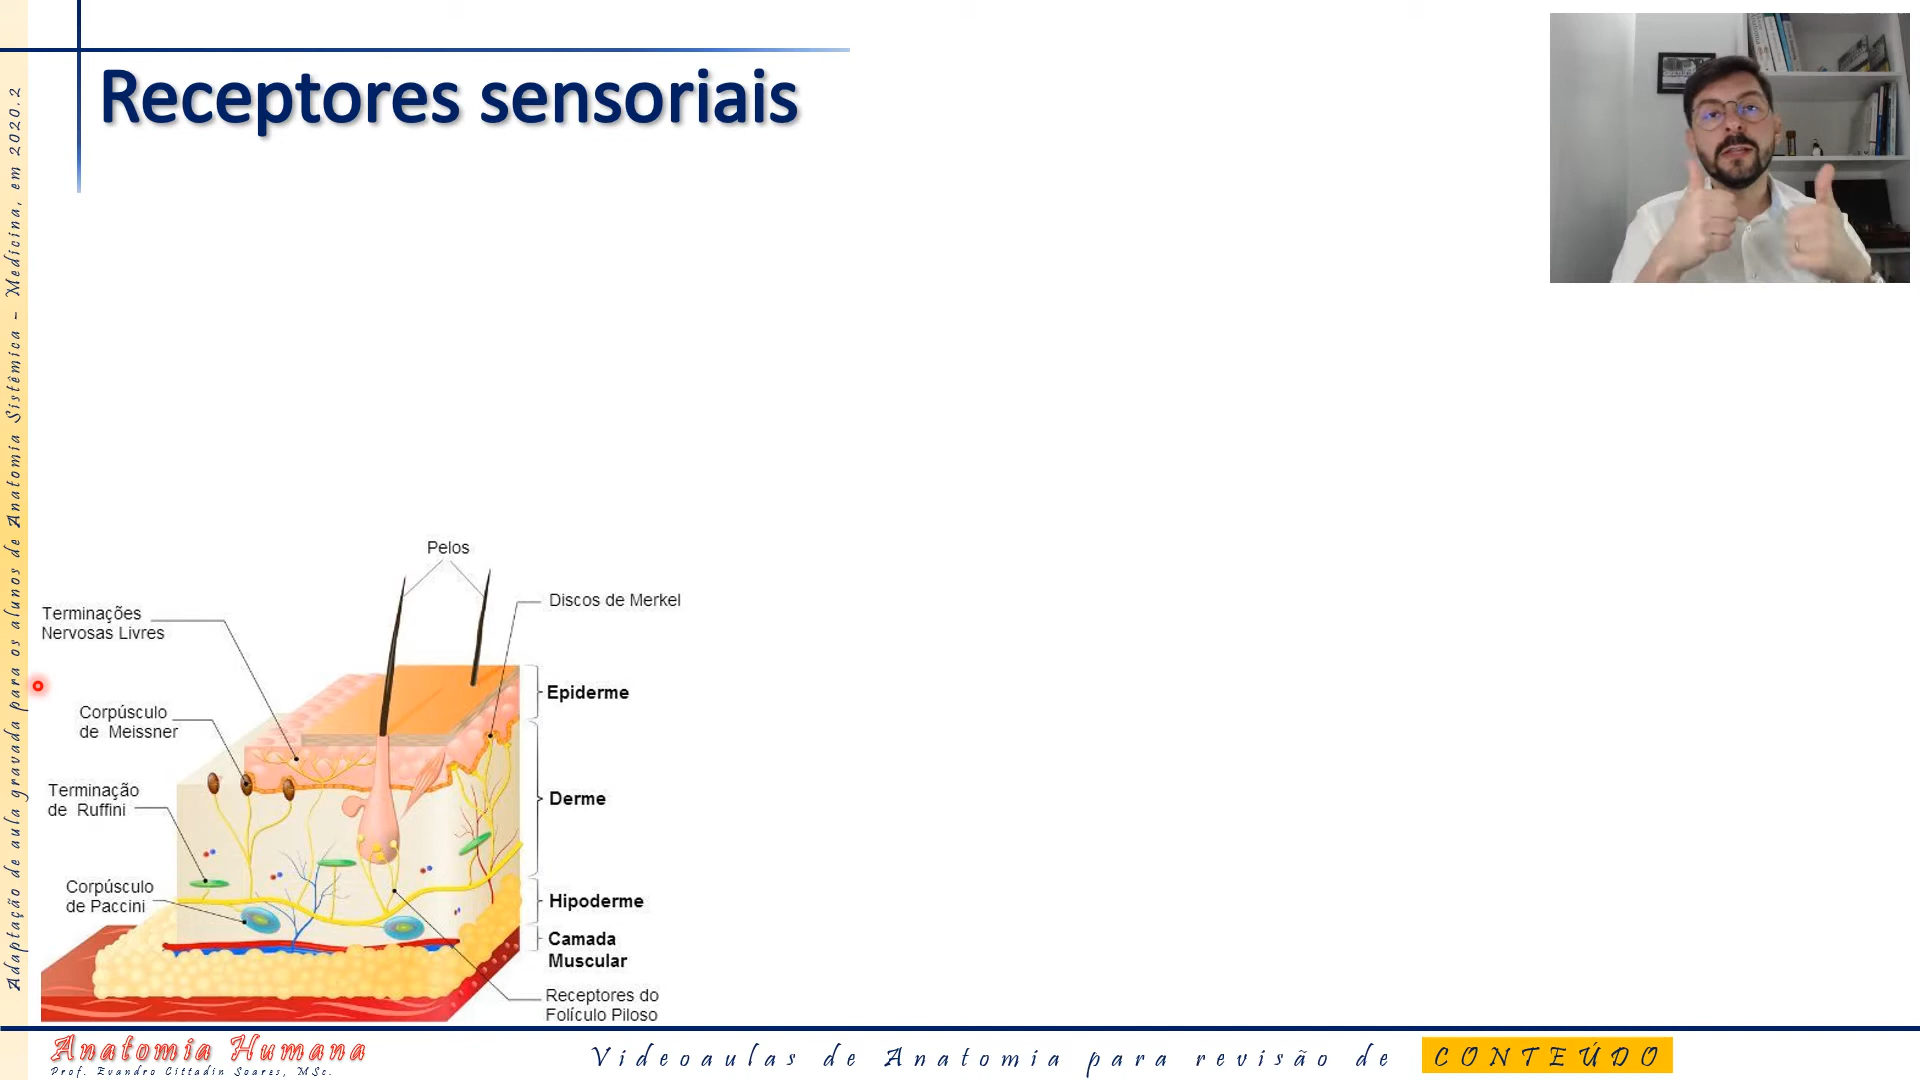 Receptores sensoriais
Adaptação de aula gravada para os alunos de Anatomia Sistêmica – Medicina, em 2020.2
Pelos
Terminações
Nervosas Livres
Discos de Merkel
Epiderme
Corpúsculo
de Meissner
Terminação
de Ruffini
Derme
Corpúsculo
de Paccini
Hipoderme
Camada
Muscular
Receptores do
Folículo Piloso
Anatomia Humana
Prof. Evandro Cittadin Soares, MSc.
Videoaulas de Anatomia para revisão de CONTEÚDO